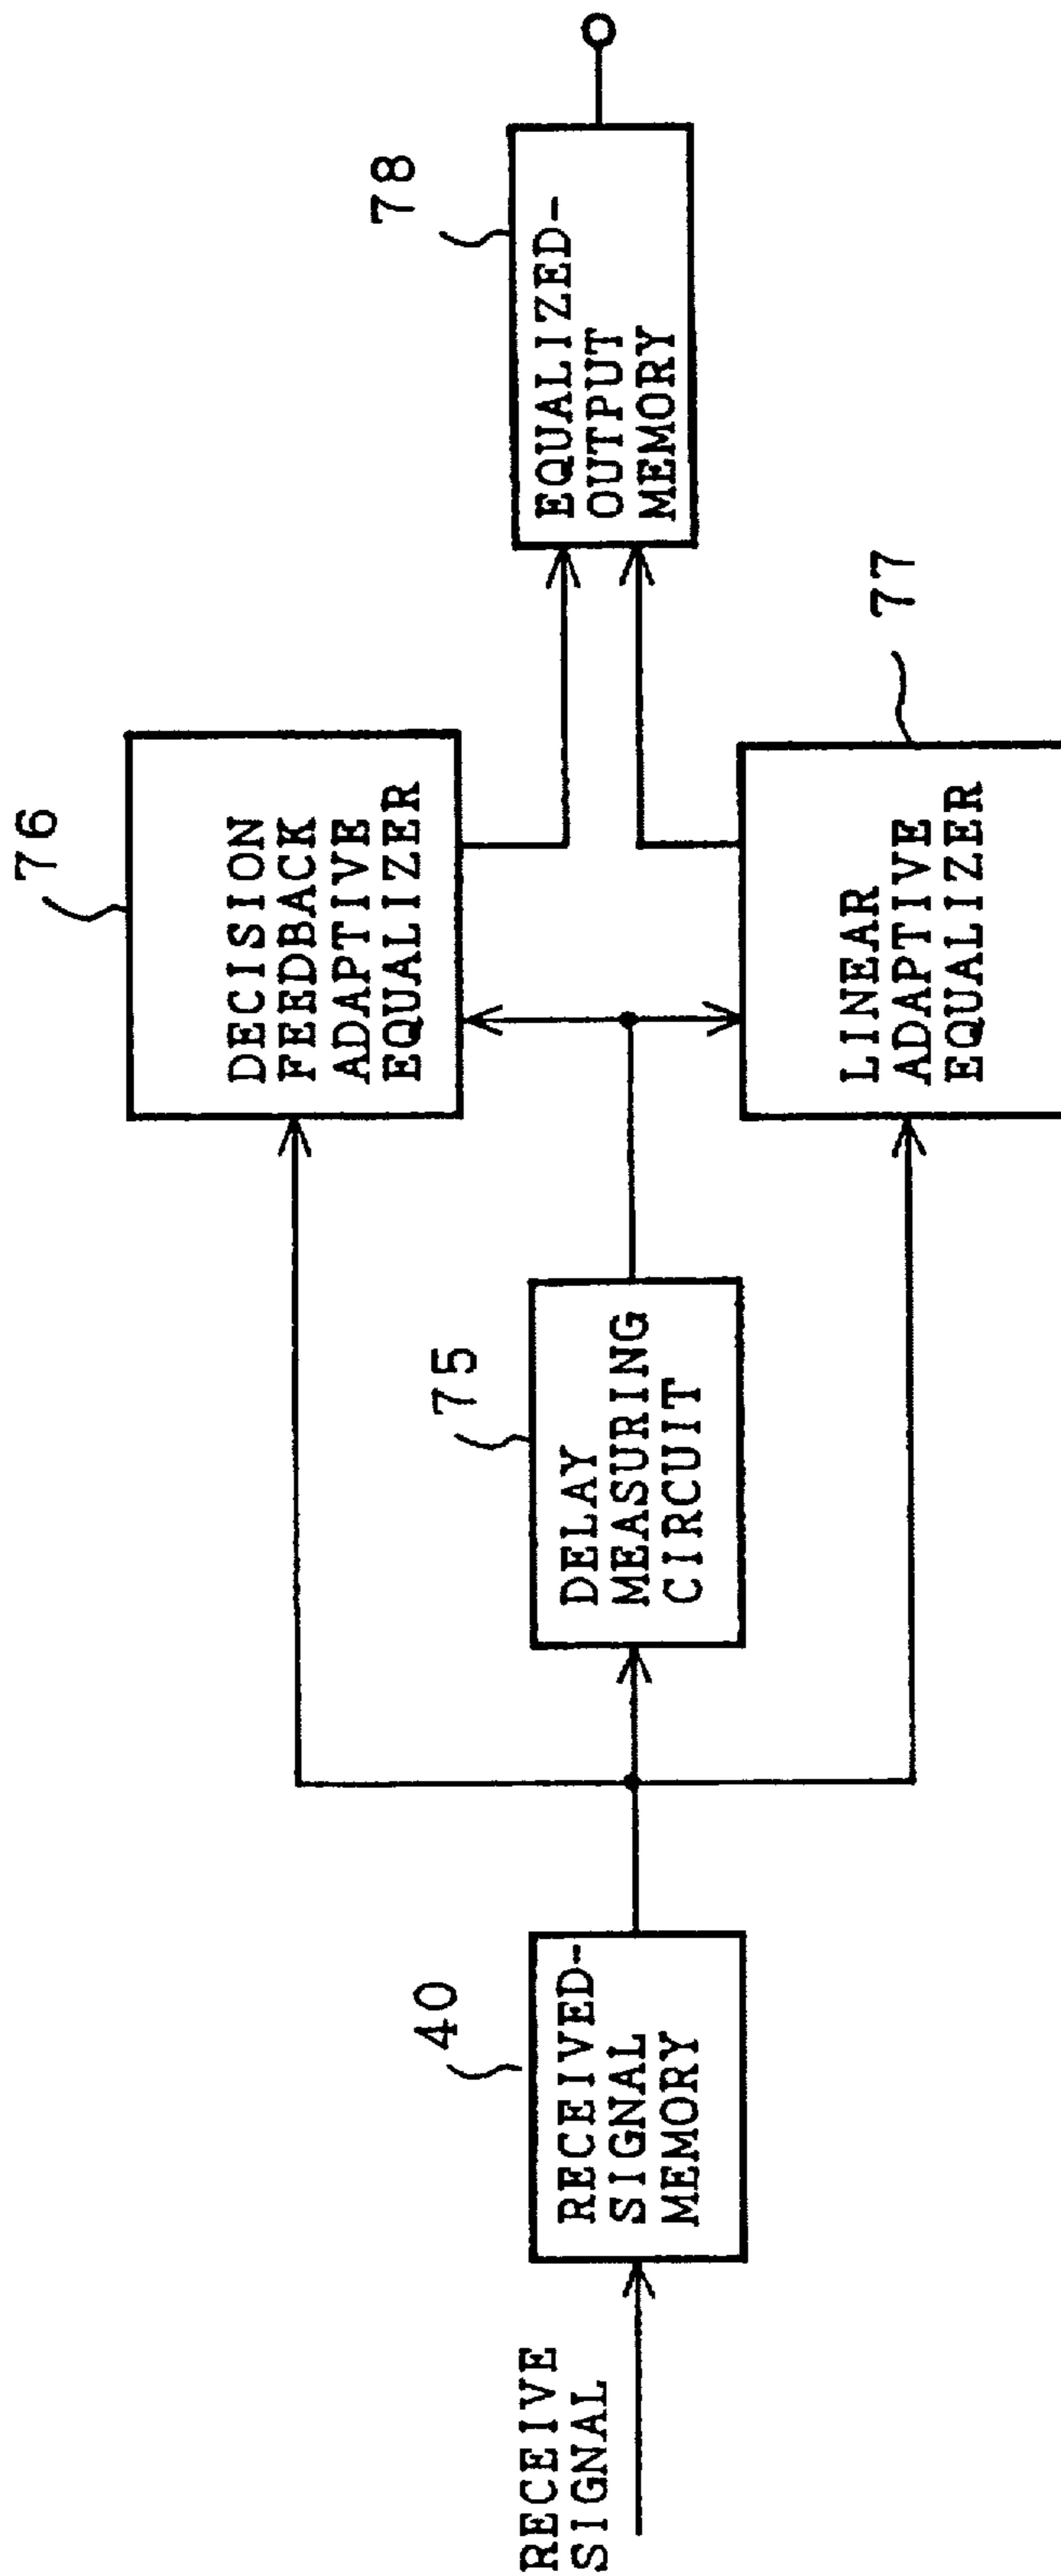 RECEIVE
SIGNAL
40
RECEIVED-
SIGNAL
MEMORY
75
DELAY
MEASURING
CIRCUIT
76
DECISION
FEEDBACK
ADAPTIVE
EQUALIZER
LINEAR
ADAPTIVE
EQUALIZER
77
78
EQUALIZED-
OUTPUT
MEMORY